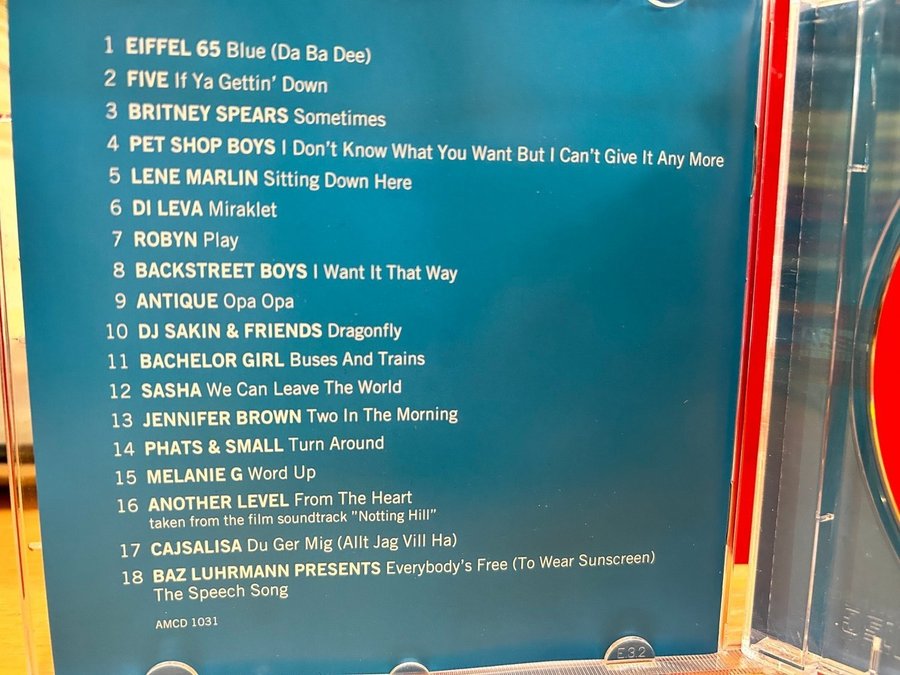 1 EIFFEL 65 Blue (Da Ba Dee)
2 FIVE If Ya Gettin' Down
3 BRITNEY SPEARS Sometimes
4 PET SHOP BOYS I Don't Know What You Want But I Can't Give It Any More
5 LENE MARLIN Sitting Down Here
6 DI LEVA Miraklet
7 ROBYN Play
8 BACKSTREET BOYS I Want It That Way
9 ANTIQUE Opa Opa
10 DJ SAKIN & FRIENDS Dragonfly
11 BACHELOR GIRL Buses And Trains
12 SASHA We Can Leave The World
13 JENNIFER BROWN Two In The Morning
14 PHATS & SMALL Turn Around
15 MELANIE G Word Up
16 ANOTHER LEVEL From The Heart
taken from the film soundtrack "Notting Hill"
17 CAJSALISA Du Ger Mig (Allt Jag Vill Ha)
18 BAZ LUHRMANN PRESENTS Everybody's Free (To Wear Sunscreen)
The Speech Song
AMCD 1031
E.3.2